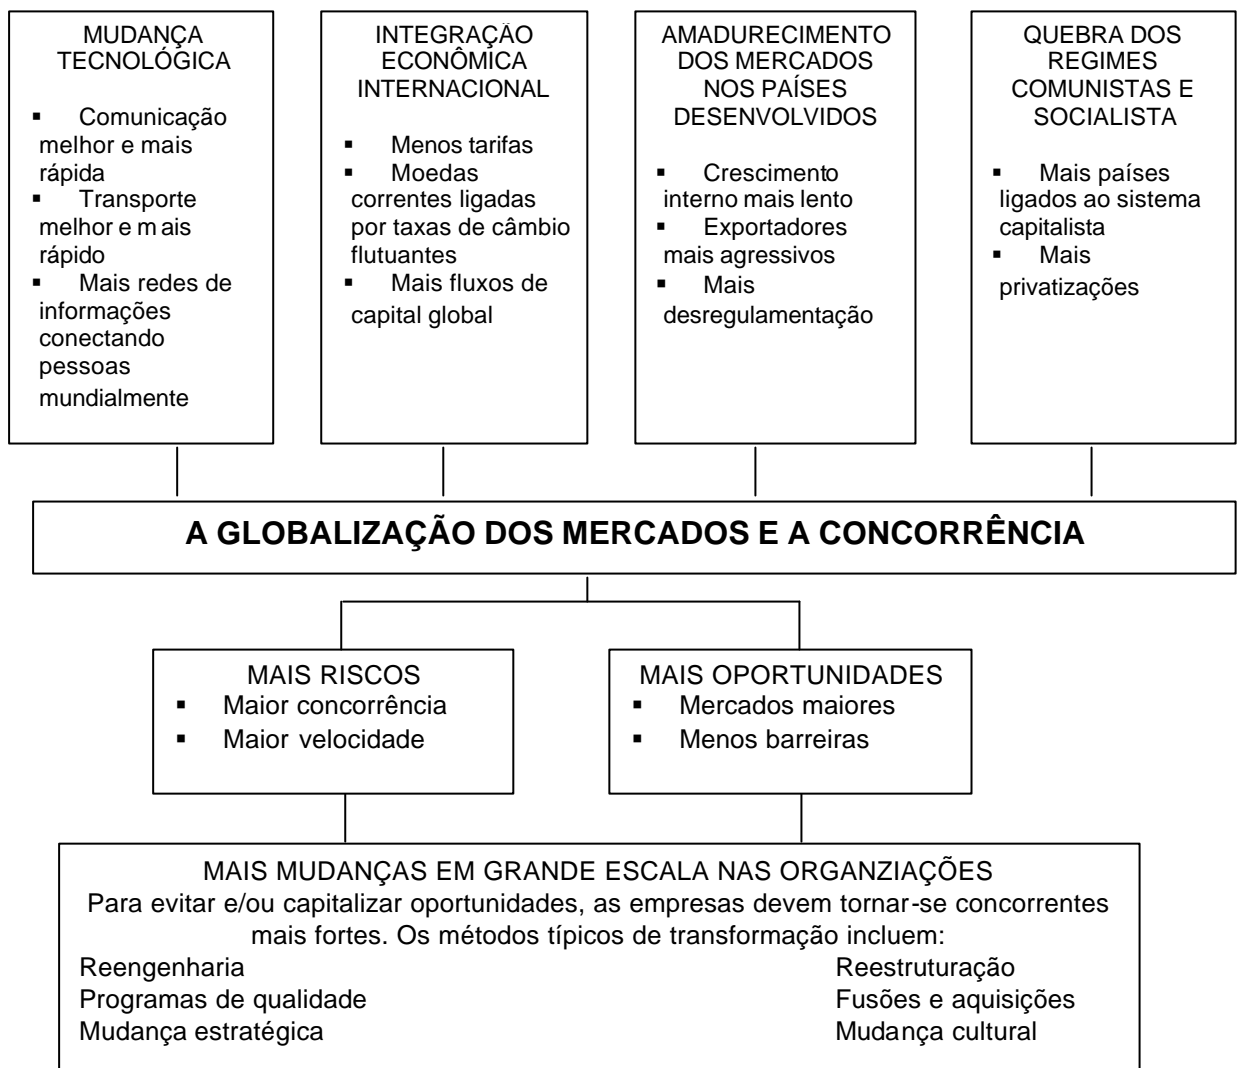 MUDANÇA
TECNOLÓGICA
▪ Comunicação
melhor e mais
rápida
▪ Transporte
melhor e m ais
rápido
▪ Mais redes de
informações
conectando
pessoas
mundialmente
INTEGRAÇÃO
ECONÔMICA
INTERNACIONAL
▪ Menos tarifas
▪ Moedas
correntes ligadas
por taxas de câmbio
flutuantes
▪ Mais fluxos de
capital global
AMADURECIMENTO
DOS MERCADOS
NOS PAÍSES
DESENVOLVIDOS
▪ Crescimento
interno mais lento
▪ Exportadores
mais agressivos
▪ Mais
desregulamentação
QUEBRA DOS
REGIMES
COMUNISTAS E
SOCIALISTA
▪ Mais países
ligados ao sistema
capitalista
▪ Mais
privatizações
A GLOBALIZAÇÃO DOS MERCADOS E A CONCORRÊNCIA
MAIS RISCOS
▪ Maior concorrência
▪ Maior velocidade
MAIS OPORTUNIDADES
▪ Mercados maiores
▪ Menos barreiras
MAIS MUDANÇAS EM GRANDE ESCALA NAS ORGANZIAÇÕES
Para evitar e/ou capitalizar oportunidades, as empresas devem tornar-se concorrentes
mais fortes. Os métodos típicos de transformação incluem:
Reengenharia Reestruturação
Programas de qualidade Fusões e aquisições
Mudança estratégica Mudança cultural